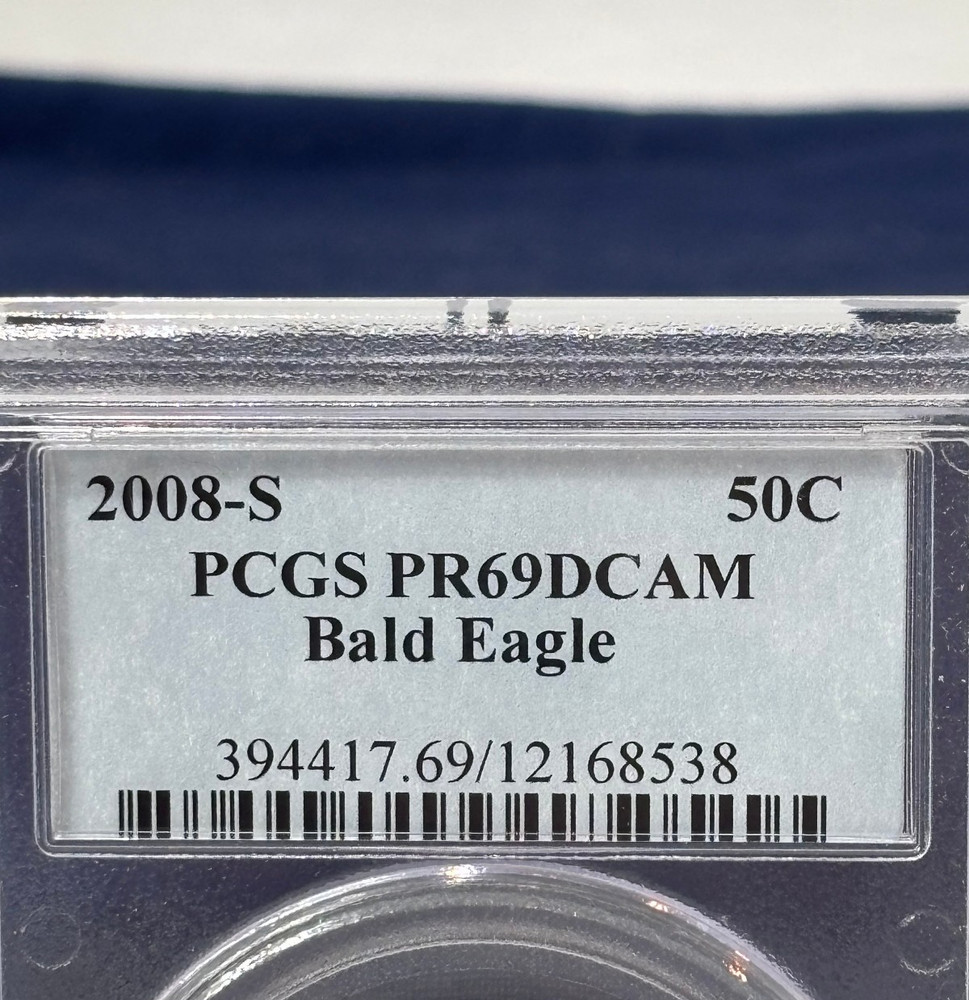 2008-S 50C
PCGS PR69DCAM
Bald Eagle
394417.69/12168538